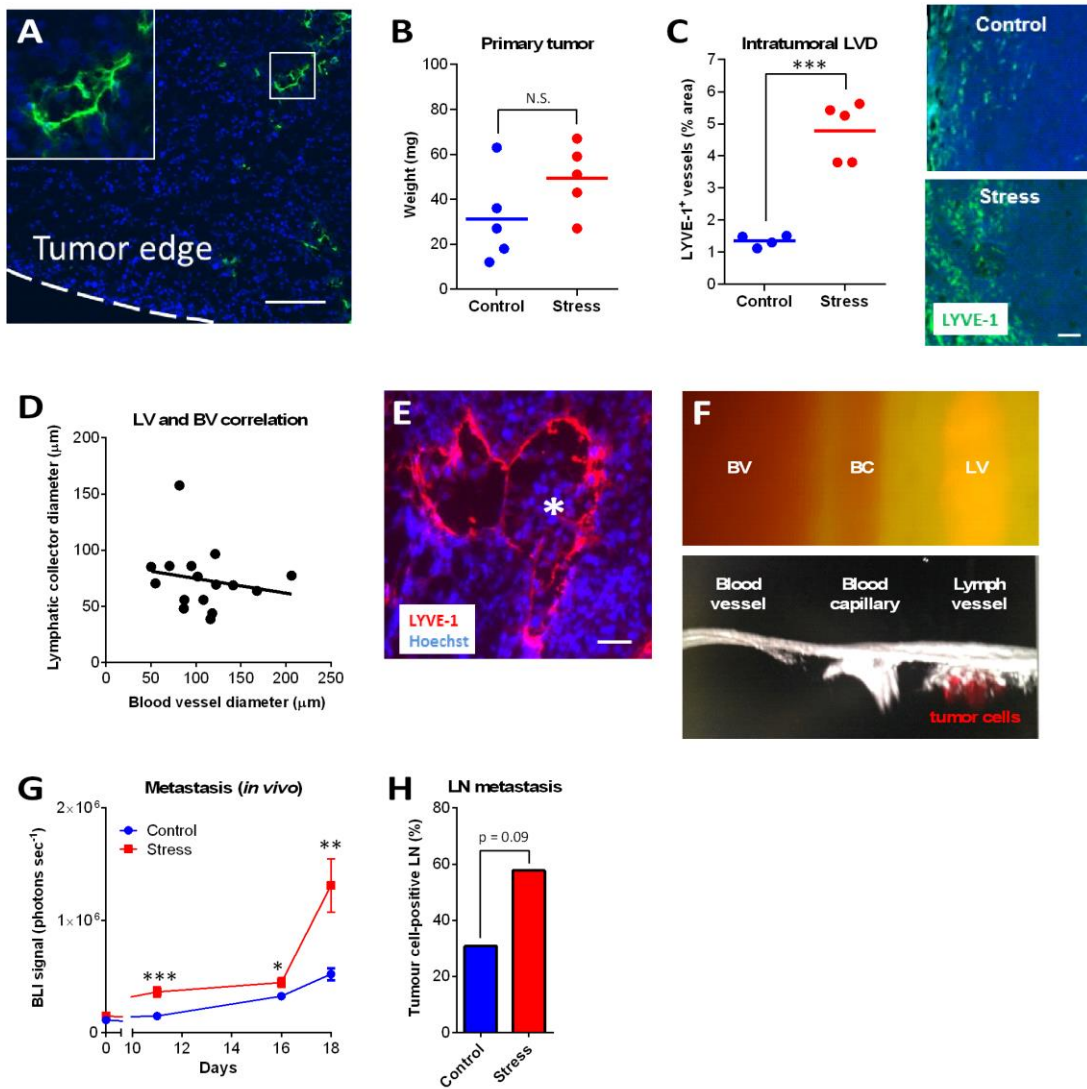 A
Tumor edge
B
Primary tumor
Weight (mg)
100
80
60
40
20
0
N.S.
Control
Stress
C
Intratumoral LVD
LYVE-1⁺ vessels (% area)
7
6
5
4
3
2
1
0
***
Control
Stress
Control
Stress
LYVE-1
D
LV and BV correlation
Lymphatic collector diameter (μm)
200
150
100
50
0
0 50 100 150 200 250
Blood vessel diameter (μm)
E
*
LYVE-1
Hoechst
F
BV BC LV
Blood vessel
Blood capillary
Lymph vessel
tumor cells
G
Metastasis (in vivo)
BLI signal (photons sec⁻¹)
2×10⁶
1×10⁶
0
Control
Stress
***
*
**
0 10 12 14 16 18
Days
H
LN metastasis
Tumour cell-positive LN (%)
80
60
40
20
0
p = 0.09
Control
Stress